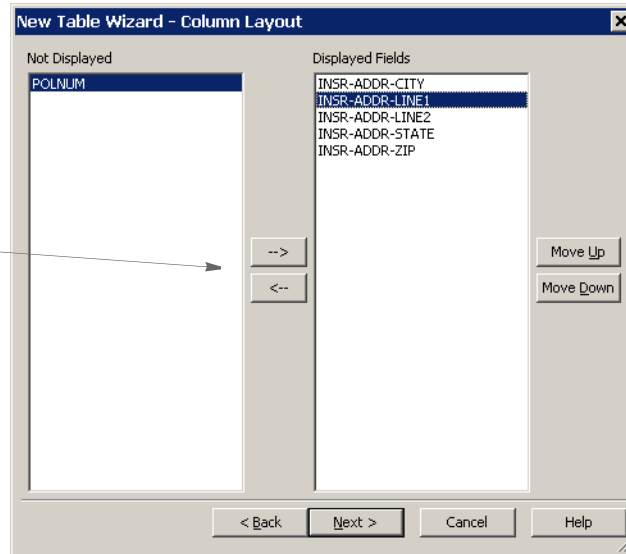 New Table Wizard - Column Layout
Not Displayed
Displayed Fields
POLNUM
INSR-ADDR-CITY
INSR-ADDR-LINE1
INSR-ADDR-LINE2
INSR-ADDR-STATE
INSR-ADDR-ZIP
-->
<--
Move Up
Move Down
< Back
Next >
Cancel
Help